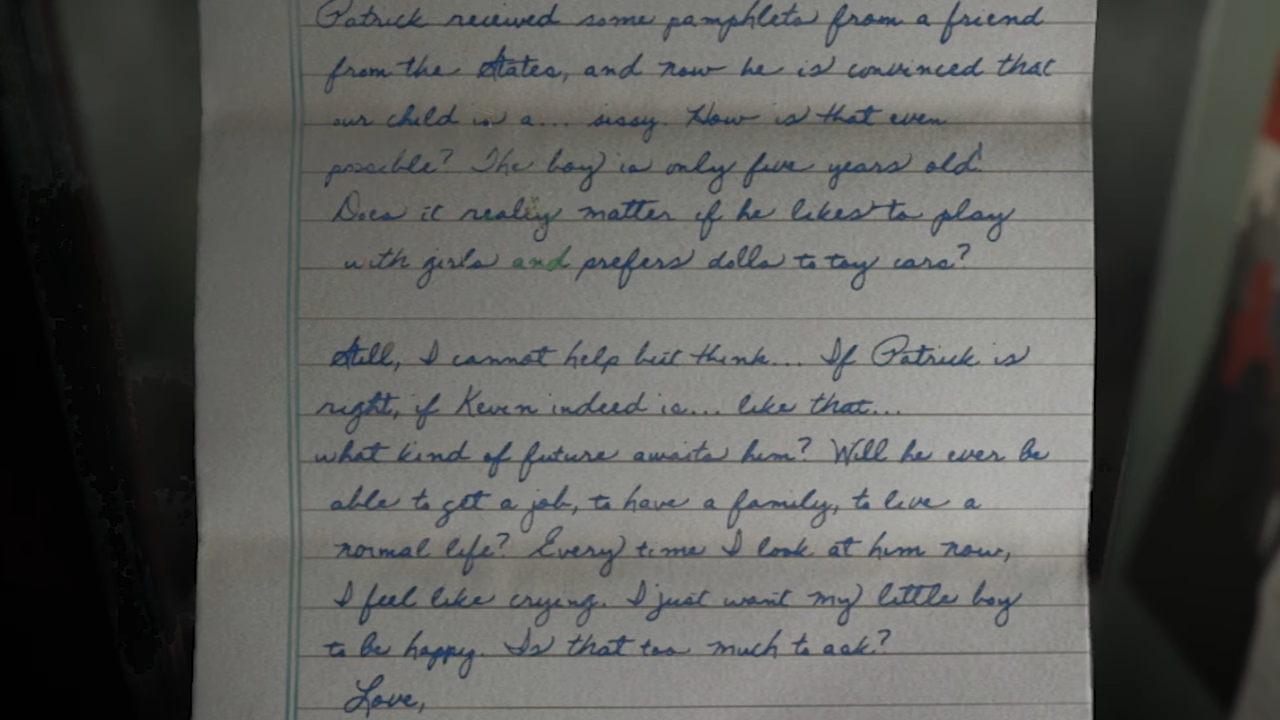 Patrick received some pamphlets from a friend
from the States, and now he is convinced that
our child is a... sissy. How is that even
possible? The boy is only five years old!
Does it really matter if he likes to play
with girls and prefers dolls to toy cars?
Still, I cannot help but think... If Patrick is
right, if Kevin indeed is... like that...
what kind of future awaits him? Will he ever be
able to get a job, to have a family, to live a
normal life? Every time I look at him now,
I feel like crying. I just want my little boy
to be happy. Is that too much to ask?
Love,